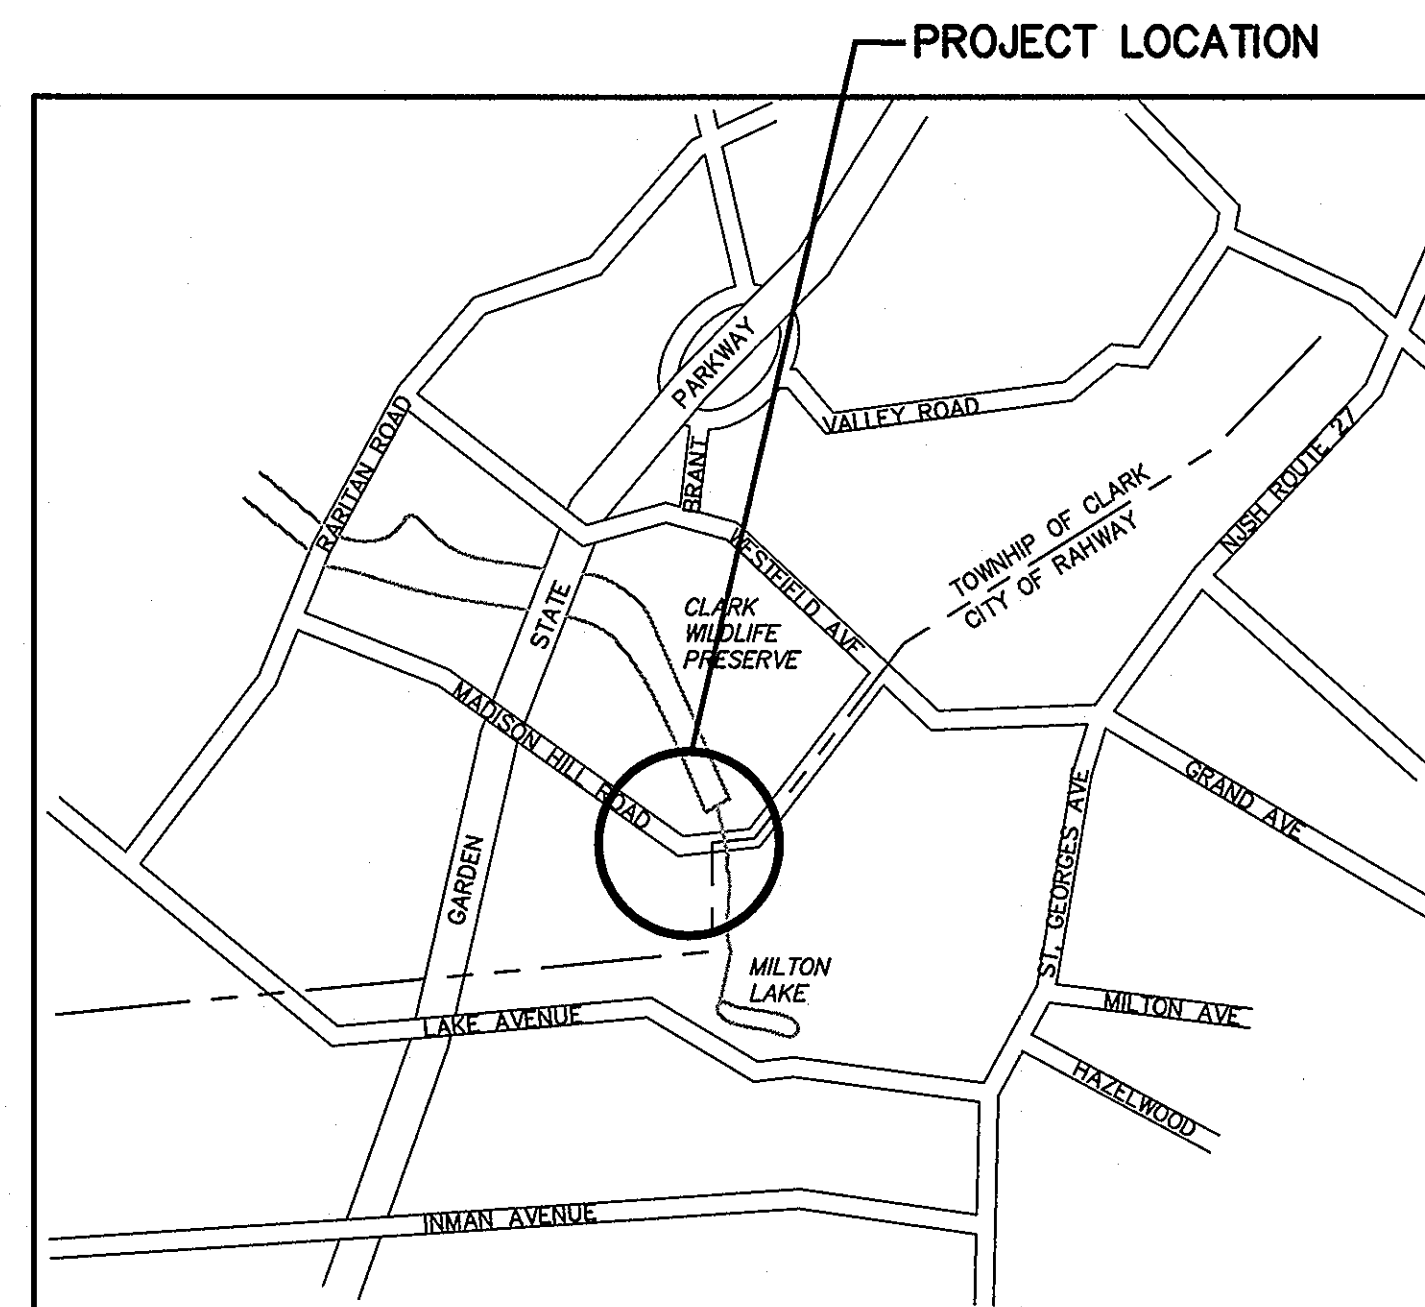 PROJECT LOCATION
PARKWAY
VALLEY ROAD
RARITAN ROAD
BRANT
NJSH ROUTE 27
TOWNHIP OF CLARK
CITY OF RAHWAY
WESTFIELD AVE
STATE
CLARK
WILDLIFE
PRESERVE
MADISON HILL ROAD
GRAND AVE
ST. GEORGES AVE
GARDEN
MILTON
LAKE
MILTON AVE
LAKE AVENUE
HAZELWOOD
INMAN AVENUE